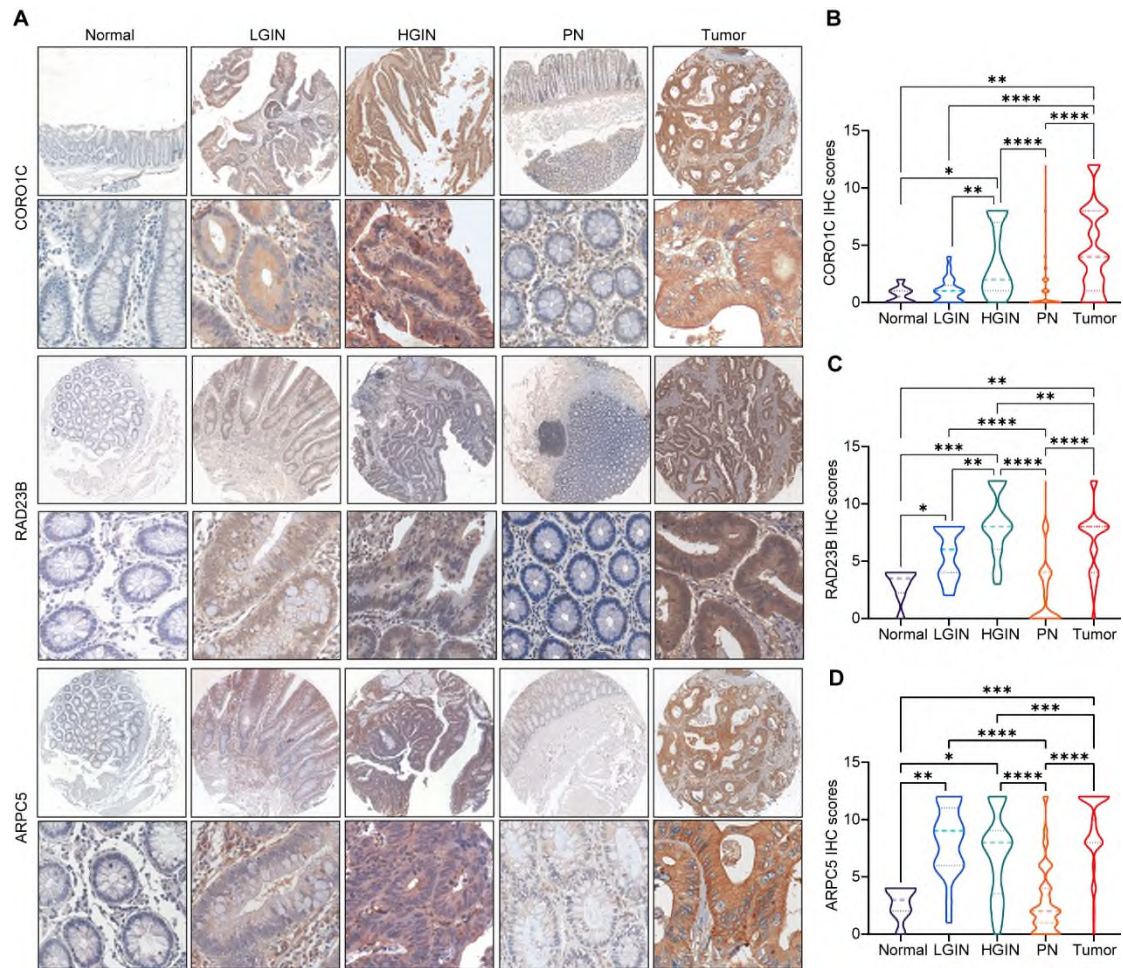 A
Normal LGIN HGIN PN Tumor
CORO1C
RAD23B
ARPC5
B
**
****
****
****
*
**
15
10
5
0
CORO1C IHC scores
Normal LGIN HGIN PN Tumor
C
**
**
****
****
***
**
****
*
15
10
5
0
RAD23B IHC scores
Normal LGIN HGIN PN Tumor
D
***
***
****
****
*
**
****
15
10
5
0
ARPC5 IHC scores
Normal LGIN HGIN PN Tumor